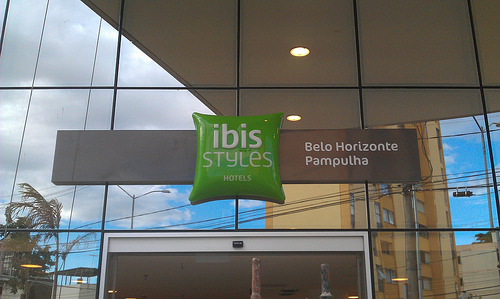 ibis
STYLES
HOTELS
Belo Horizonte
Pampulha